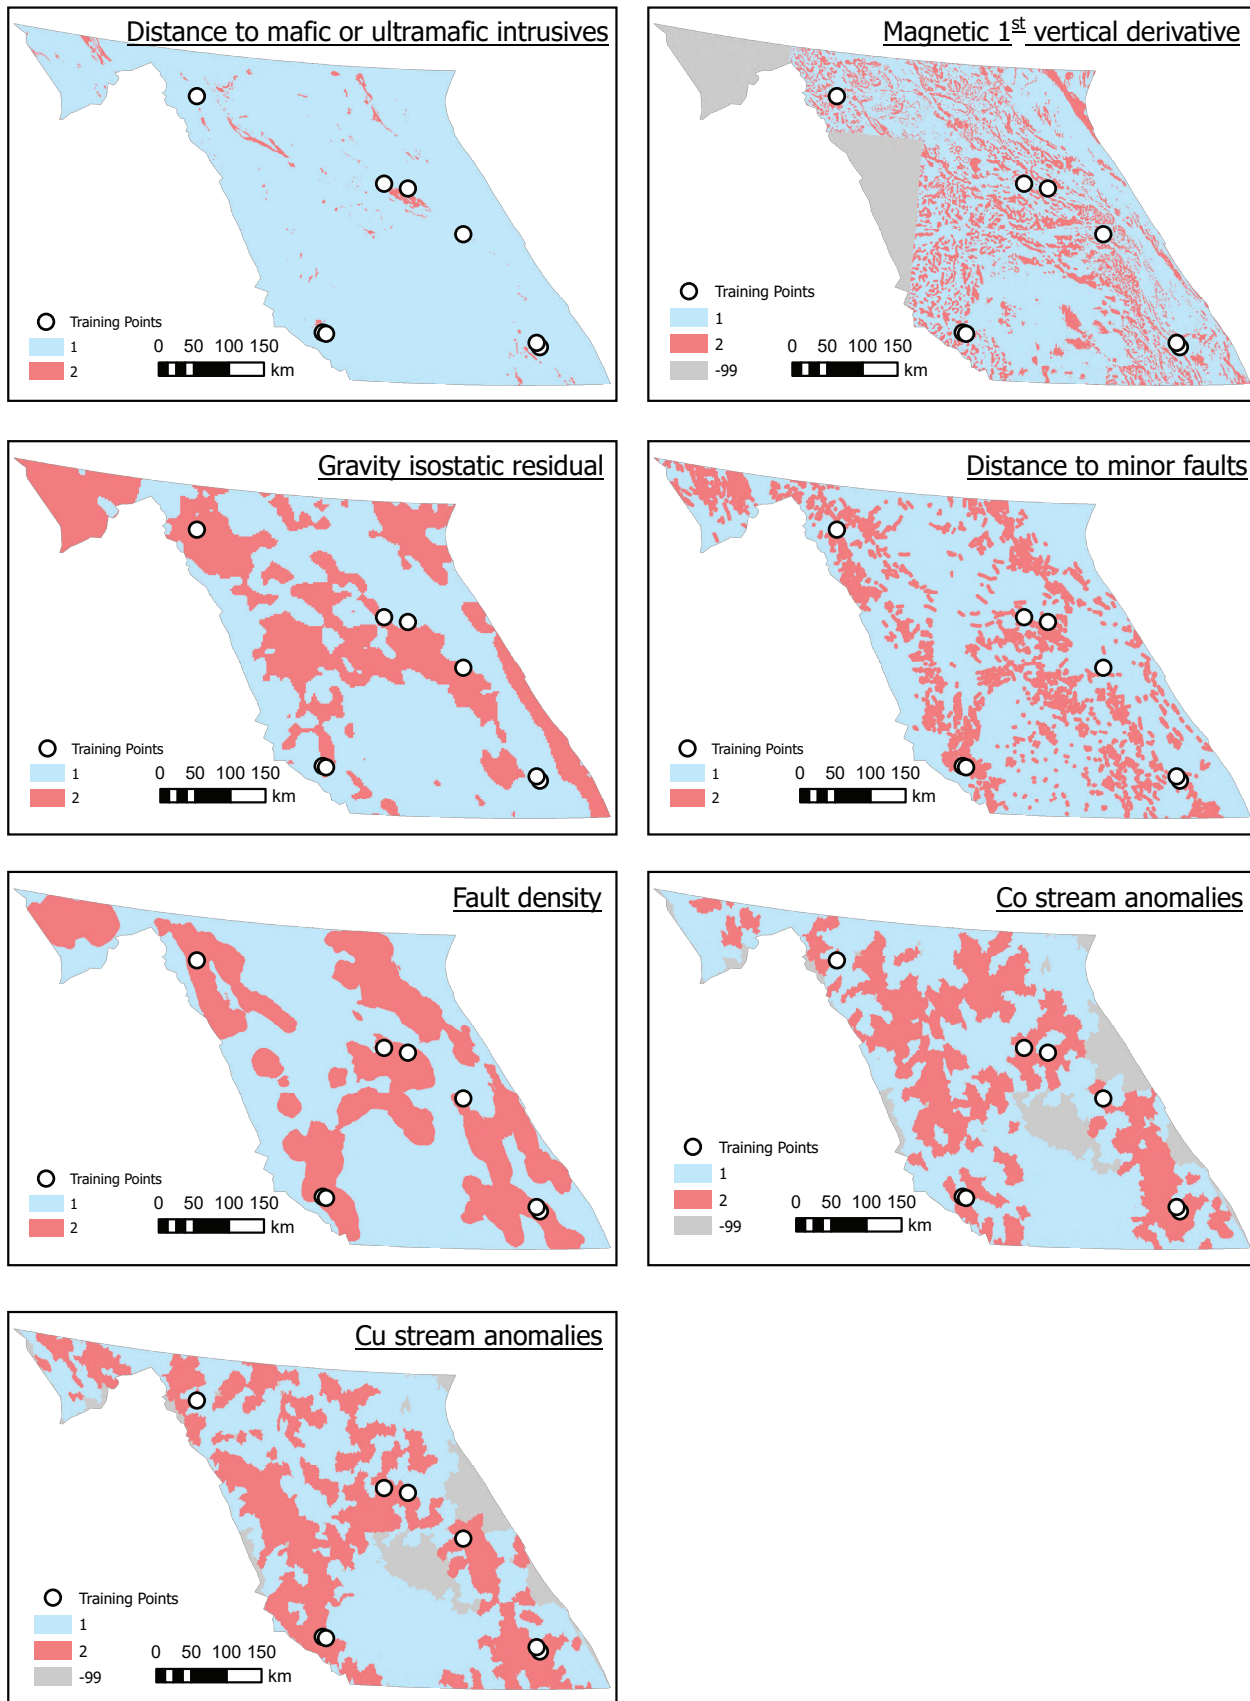 Distance to mafic or ultramafic intrusives
Training Points
1
2
0 50 100 150
km
Magnetic 1st vertical derivative
Training Points
1
2
-99
0 50 100 150
km
Gravity isostatic residual
Training Points
1
2
0 50 100 150
km
Distance to minor faults
Training Points
1
2
0 50 100 150
km
Fault density
Training Points
1
2
0 50 100 150
km
Co stream anomalies
Training Points
1
2
-99
0 50 100 150
km
Cu stream anomalies
Training Points
1
2
-99
0 50 100 150
km